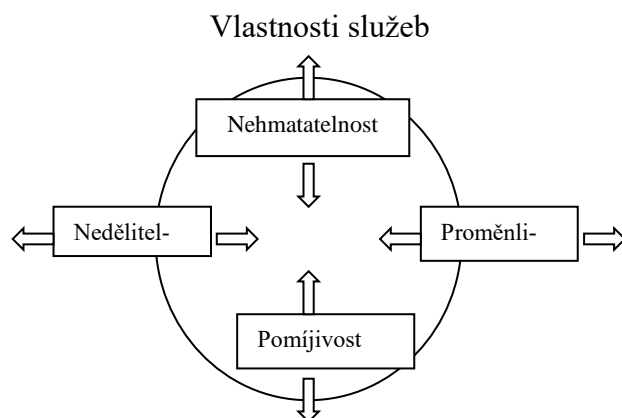 Vlastnosti služeb
Nehmatatelnost
Nedělitel-
Proměnli-
Pomíjivost